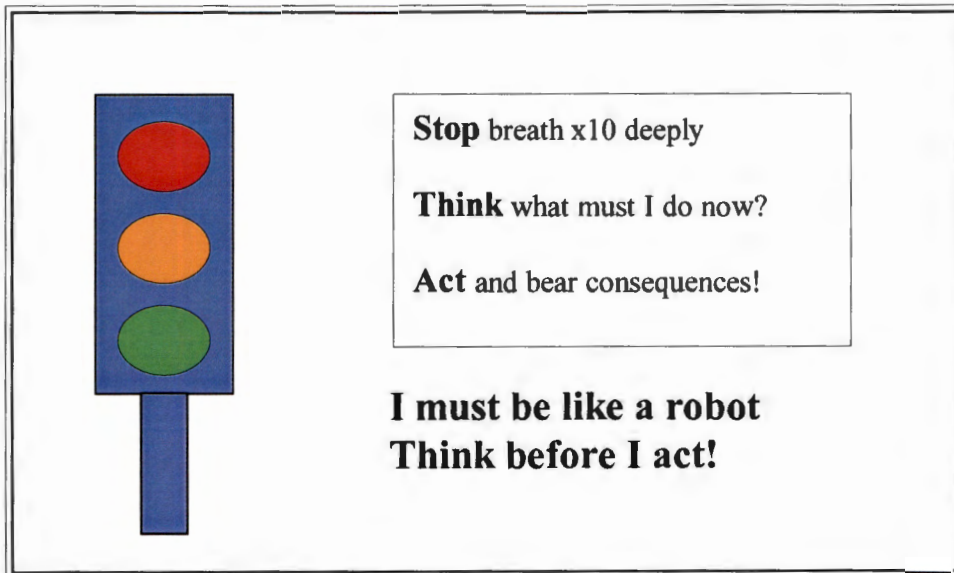 Stop breath x10 deeply
Think what must I do now?
Act and bear consequences!
I must be like a robot
Think before I act!